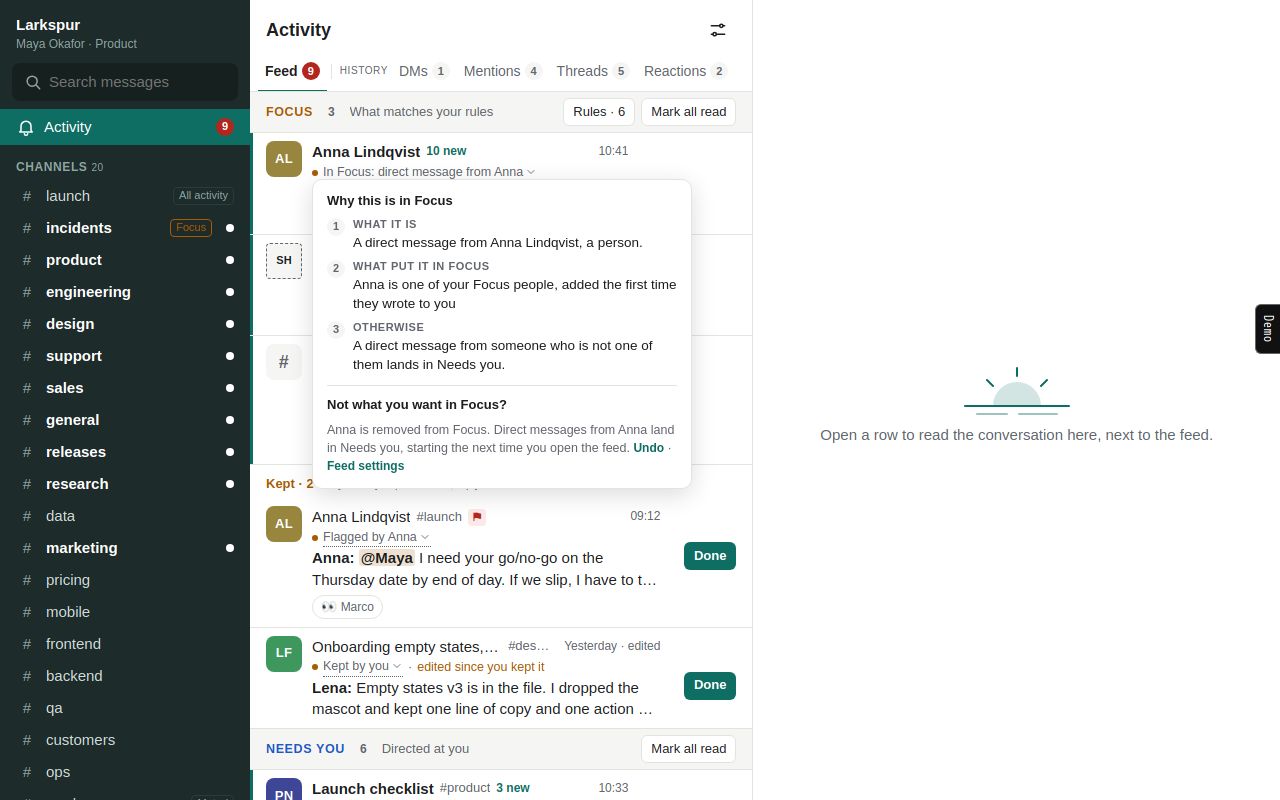 Larkspur
Maya Okafor · Product
Search messages
Activity 9
CHANNELS 20
# launch All activity
# incidents Focus
# product
# engineering
# design
# support
# sales
# general
# releases
# research
# data
# marketing
# pricing
# mobile
# frontend
# backend
# qa
# customers
# ops
Activity
Feed 9 HISTORY DMs 1 Mentions 4 Threads 5 Reactions 2
FOCUS 3 What matches your rules Rules · 6 Mark all read
AL Anna Lindqvist 10 new 10:41
In Focus: direct message from Anna
SH
#
Why this is in Focus
1 WHAT IT IS
A direct message from Anna Lindqvist, a person.
2 WHAT PUT IT IN FOCUS
Anna is one of your Focus people, added the first time
they wrote to you
3 OTHERWISE
A direct message from someone who is not one of
them lands in Needs you.
Not what you want in Focus?
Anna is removed from Focus. Direct messages from Anna land
in Needs you, starting the next time you open the feed. Undo ·
Feed settings
Kept · 2
AL Anna Lindqvist #launch 09:12
Flagged by Anna
Anna: @Maya I need your go/no-go on the
Thursday date by end of day. If we slip, I have to t…
Done
👀 Marco
LF Onboarding empty states,… #des… Yesterday · edited
Kept by you · edited since you kept it
Lena: Empty states v3 is in the file. I dropped the
mascot and kept one line of copy and one action …
Done
NEEDS YOU 6 Directed at you Mark all read
PN Launch checklist #product 3 new 10:33
Open a row to read the conversation here, next to the feed.
Demo